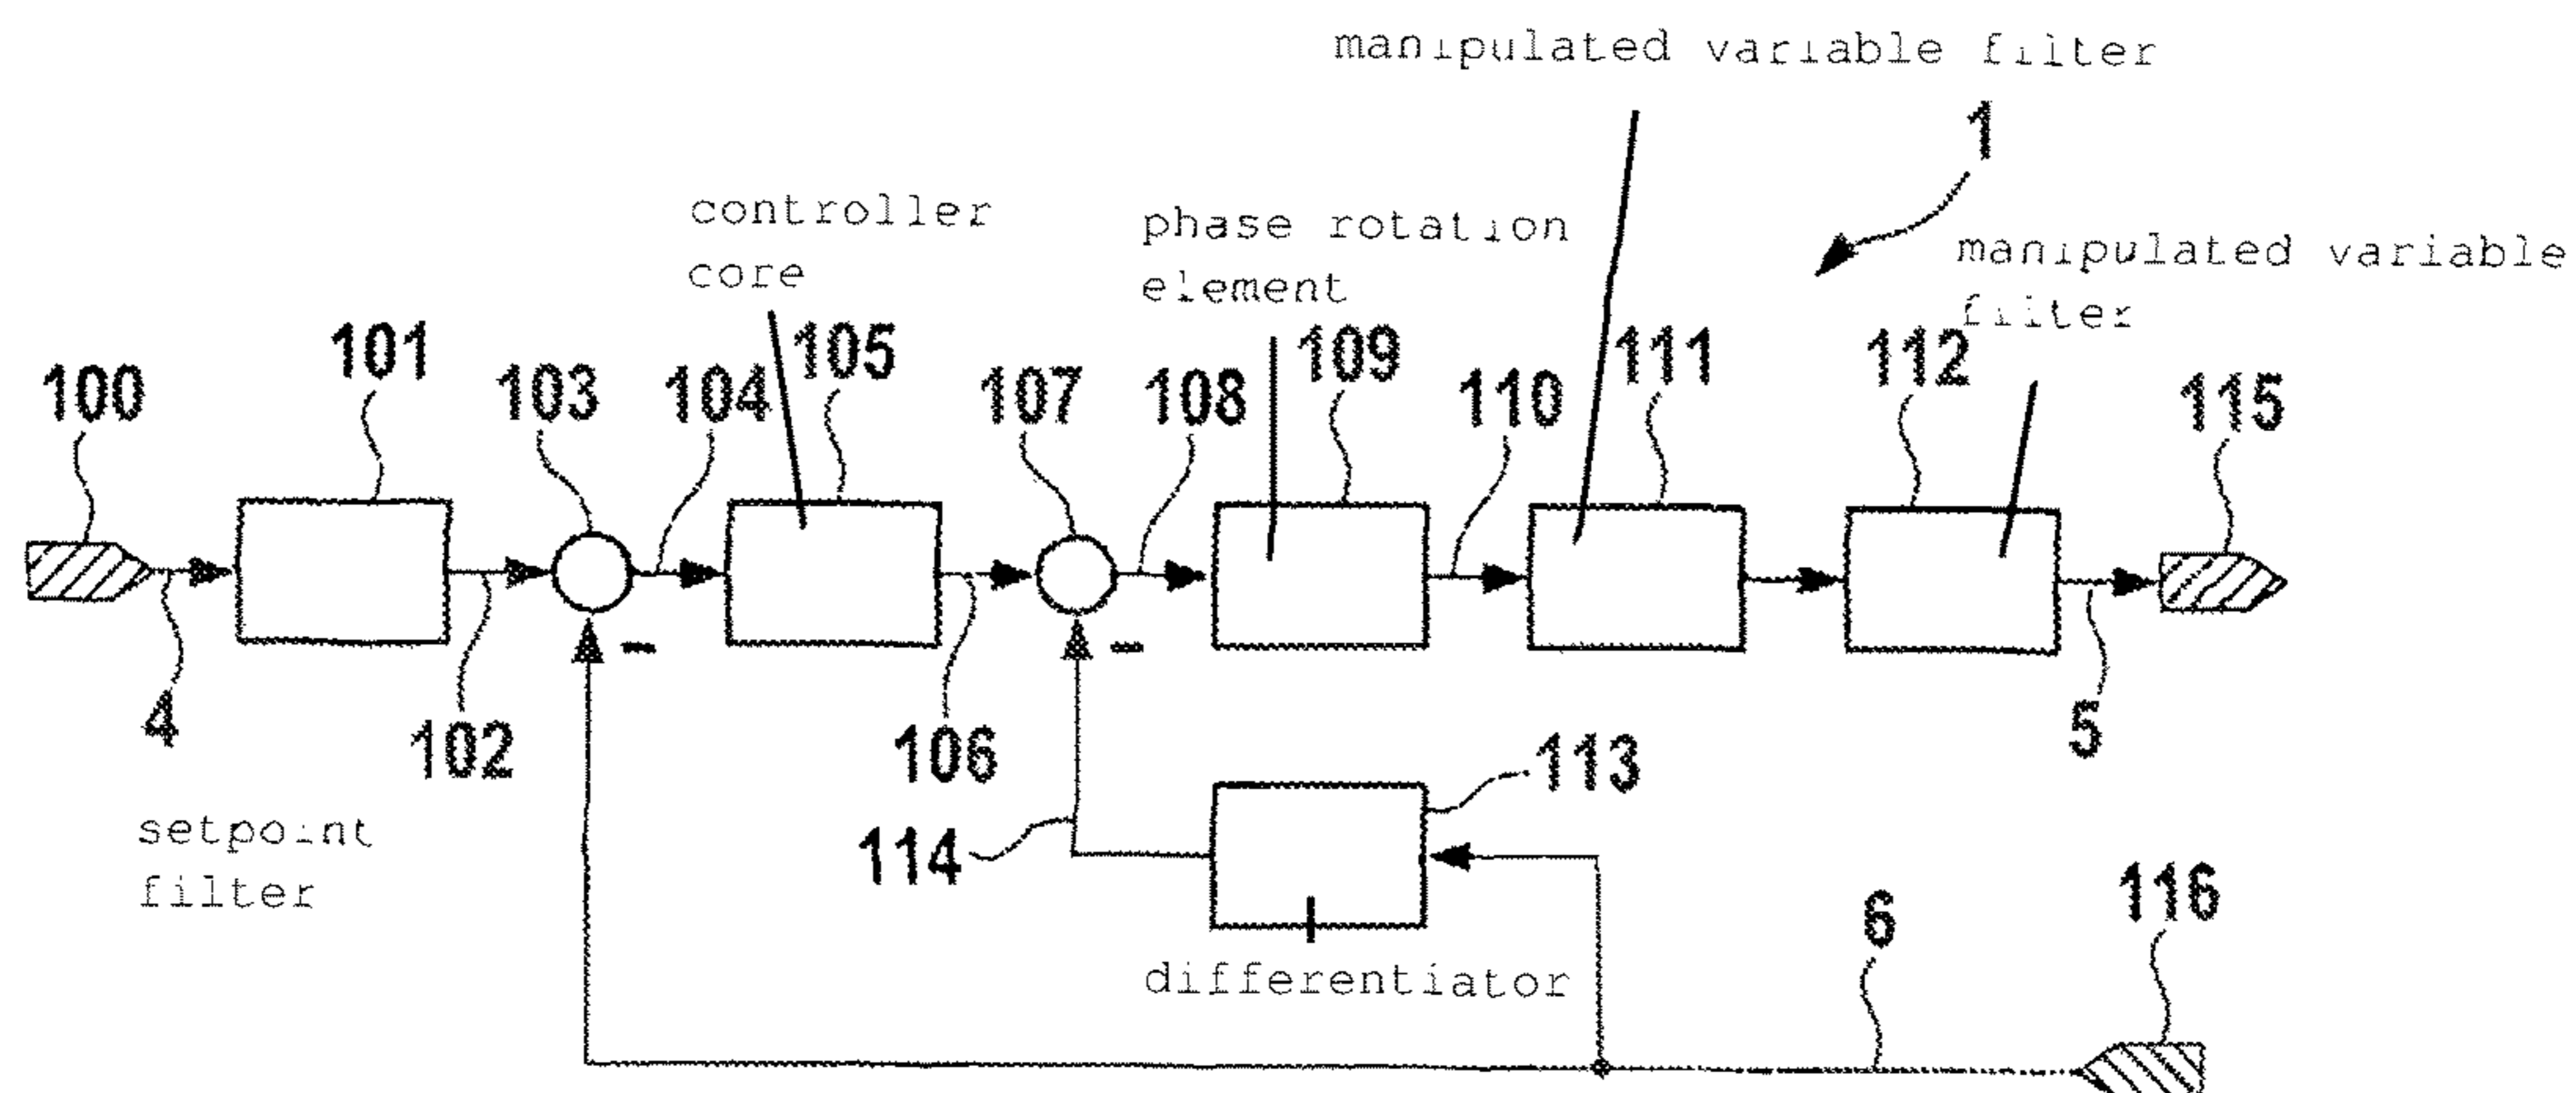 manipulated variable filter
1
controller
core
phase rotation
element
manipulated variable
filter
100
101
103
104
105
107
108
109
110
111
112
115
4
102
106
5
setpoint
filter
-
-
113
114
differentiator
6
116